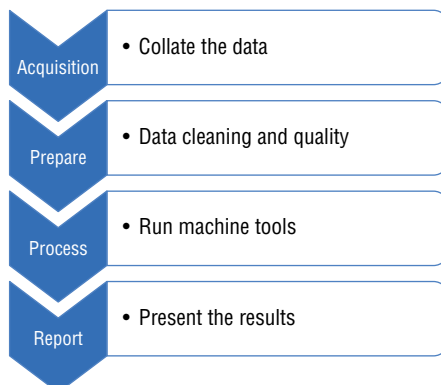 Acquisition
• Collate the data
Prepare
• Data cleaning and quality
Process
• Run machine tools
Report
• Present the results